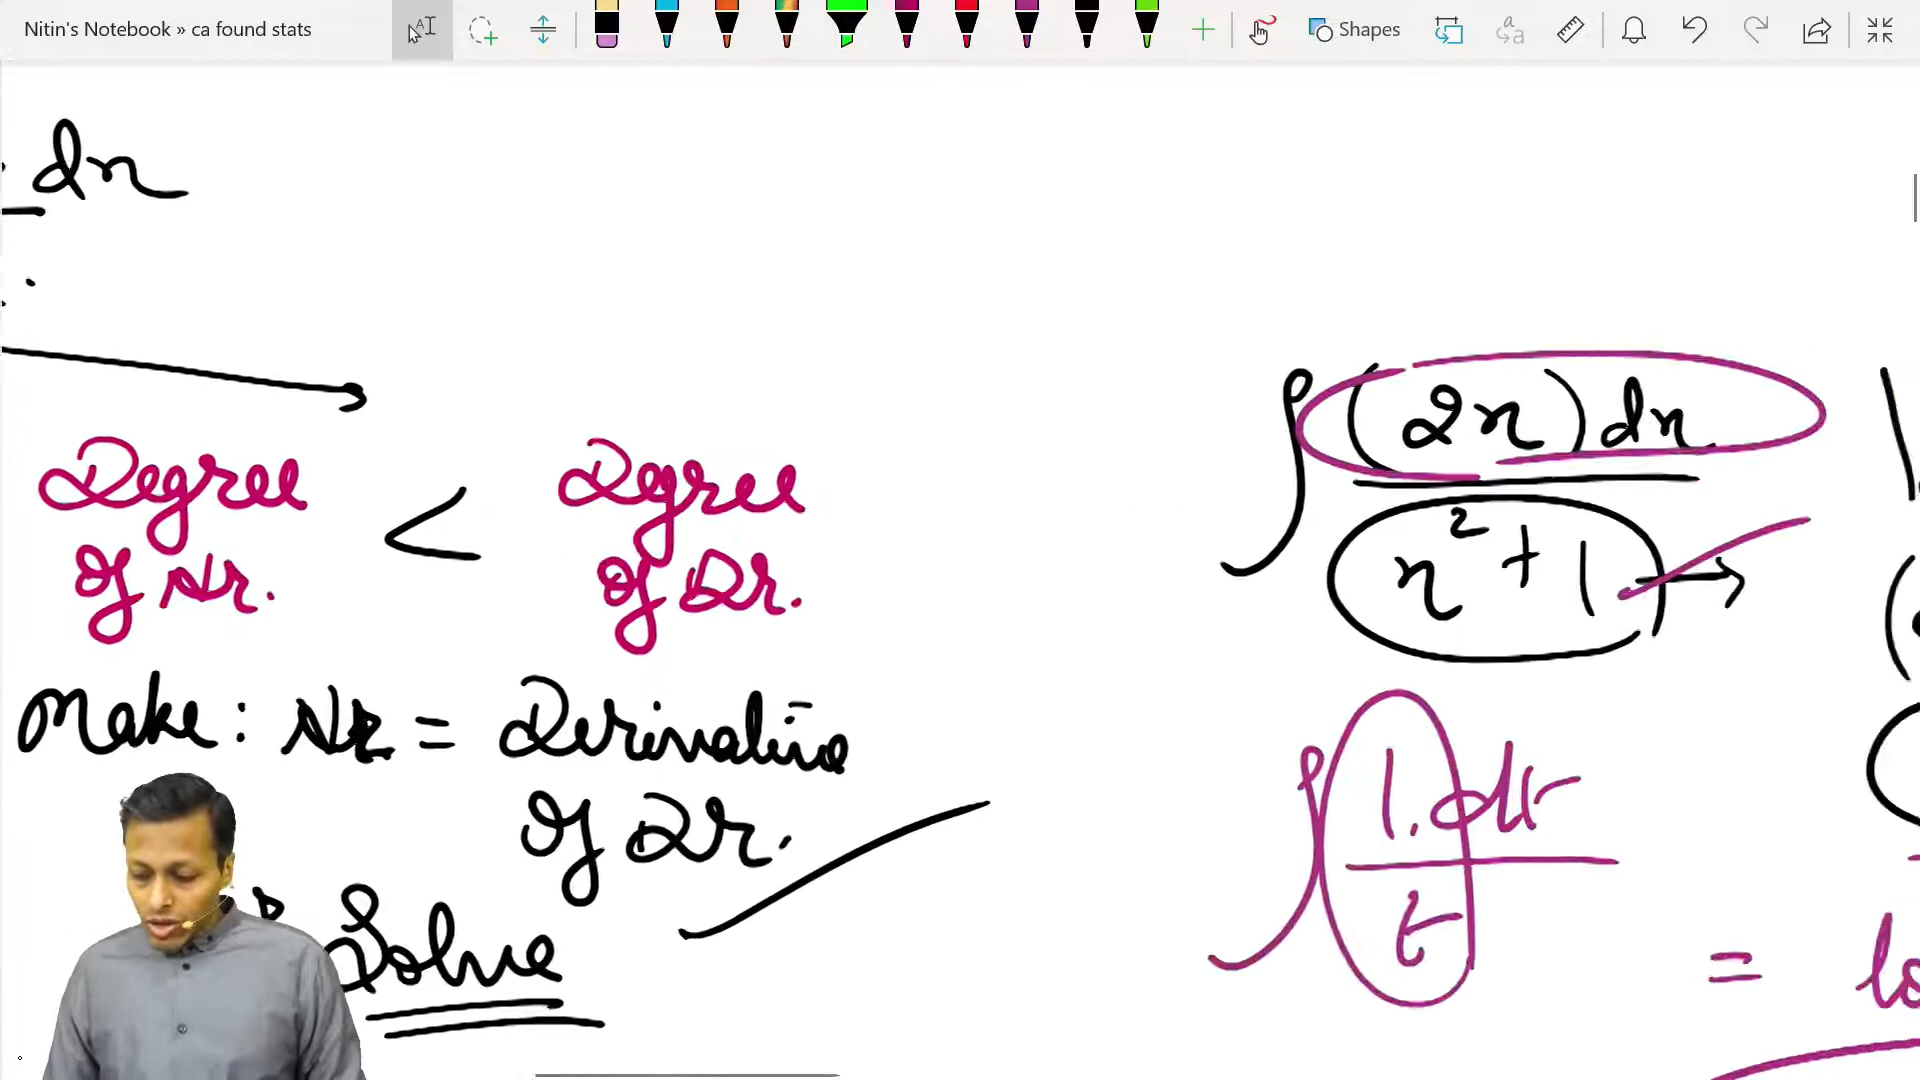 Nitin's Notebook » ca found stats
Shapes
dx
Degree
of Nr.
<
Degree
of Dr.
Make: Nr = Derivative
of Dr.
Solve
∫ (2x) dx
x² + 1 →
∫ 1.dt
t
=